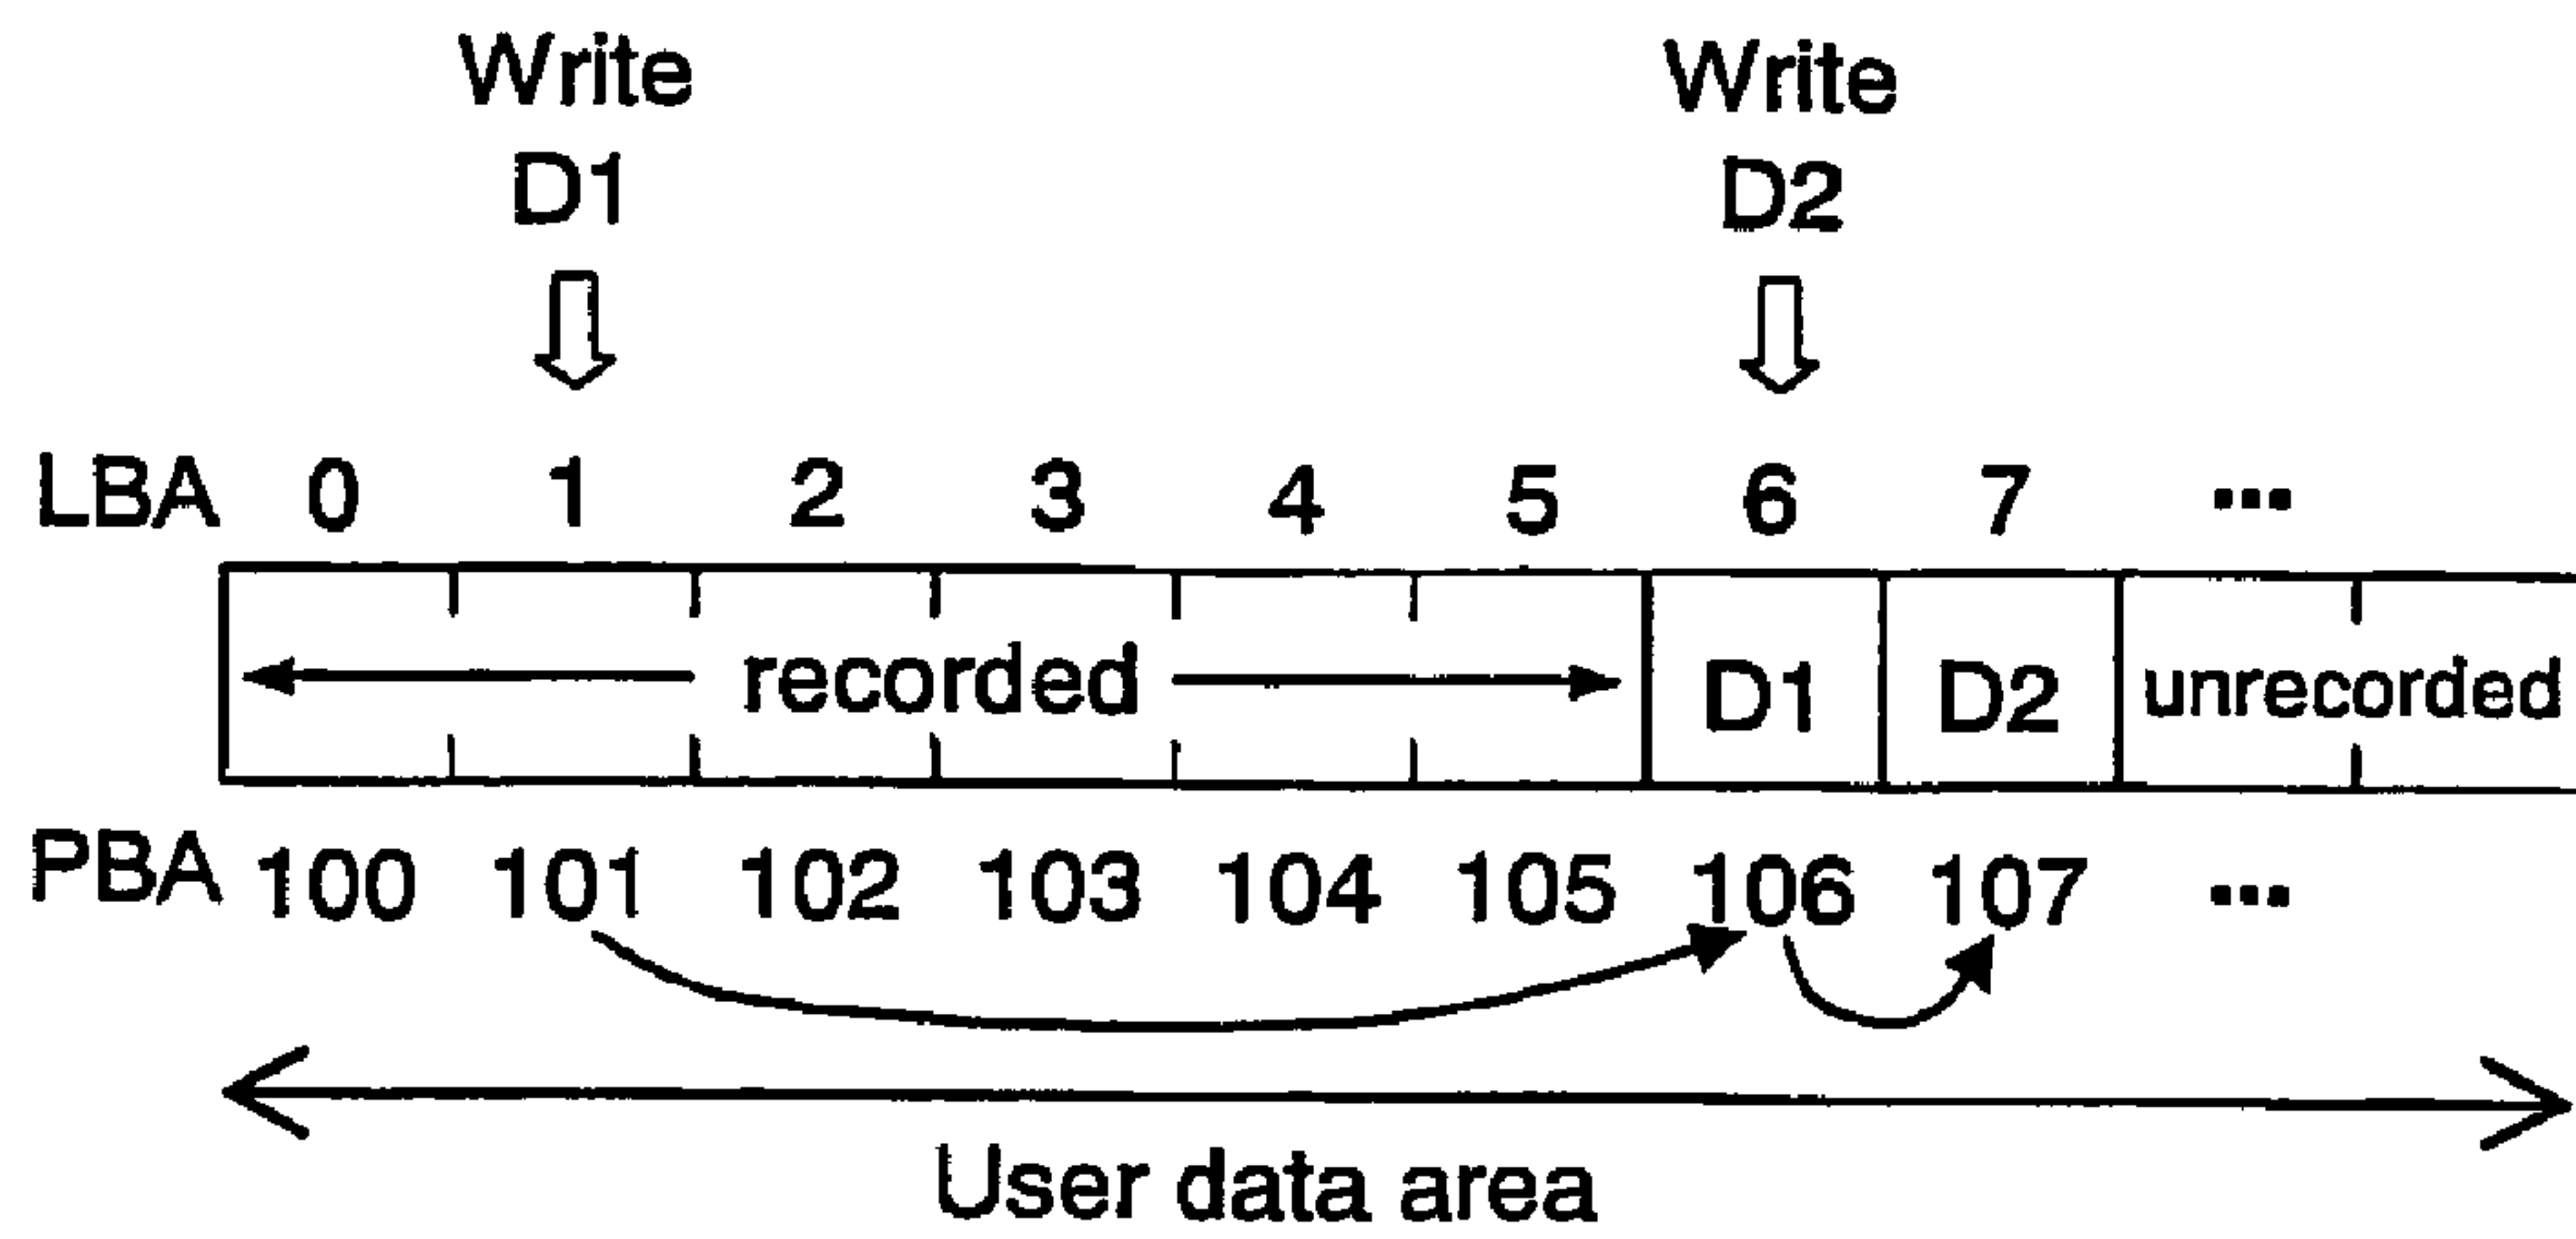 Write Write
D1 D2
LBA 0 1 2 3 4 5 6 7 ...
recorded D1 D2 unrecorded
PBA 100 101 102 103 104 105 106 107 ...
User data area